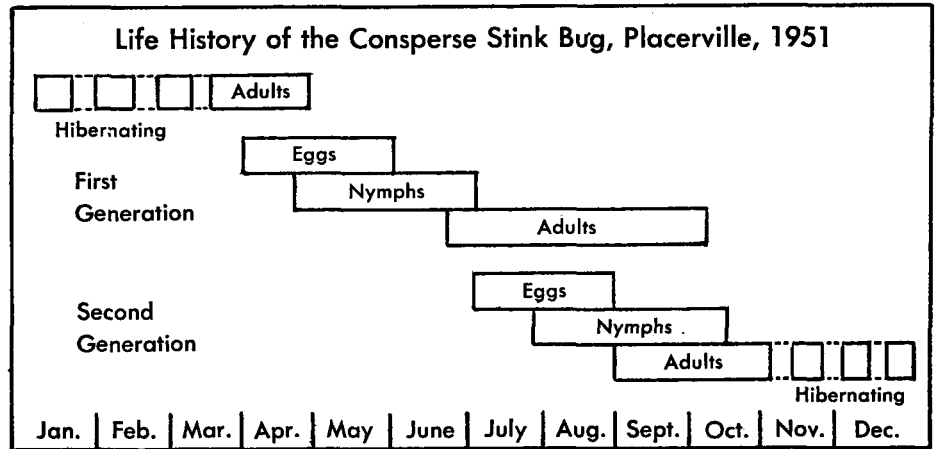 Life History of the Consperse Stink Bug, Placerville, 1951
Adults
Hibernating
Eggs
First
Nymphs
Generation
Adults
Eggs
Second
Nymphs
Generation
Adults
Hibernating
Jan. Feb. Mar. Apr. May June July Aug. Sept. Oct. Nov. Dec.